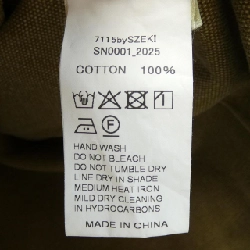 7115bySZEKI
SN0001_2025
COTTON 100%
HAND WASH
DO NOT BLEACH
DO NOT TUMBLE DRY
LINE DRY IN SHADE
MEDIUM HEAT IRON
MILD DRY CLEANING
IN HYDROCARBONS
MADE IN CHINA